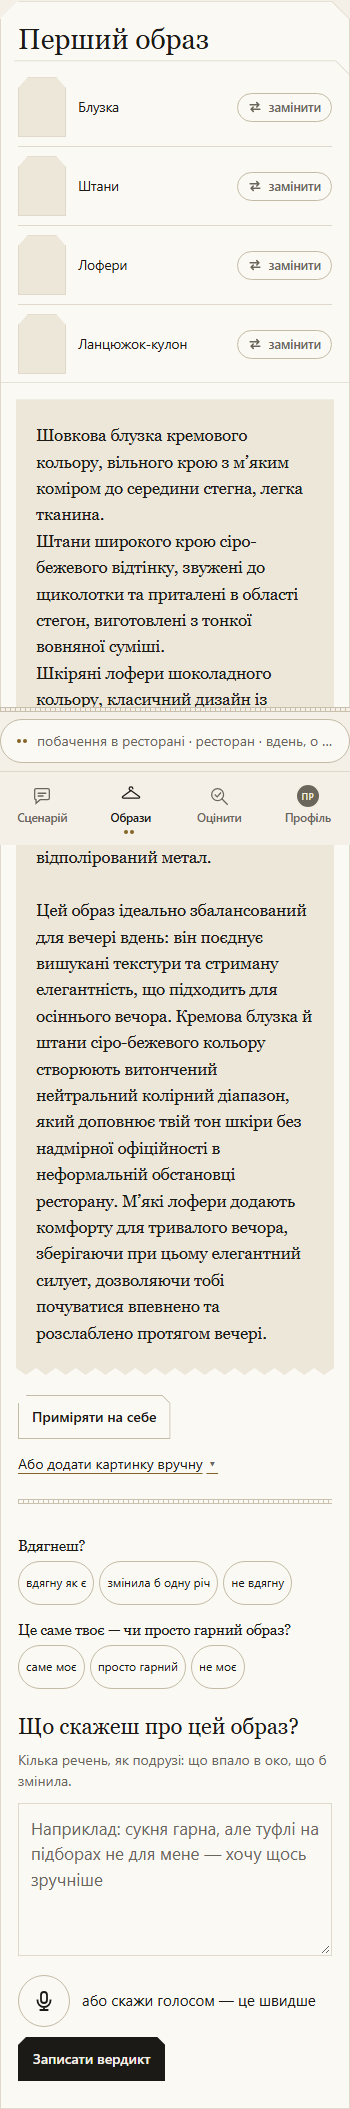 Перший образ
Блузка
замінити
Штани
замінити
Лофери
замінити
Ланцюжок-кулон
замінити
Шовкова блузка кремового
кольору, вільного крою з м’яким
коміром до середини стегна, легка
тканина.
Штани широкого крою сіро-
бежевого відтінку, звужені до
щиколотки та приталені в області
стегон, виготовлені з тонкої
вовняної суміші.
Шкіряні лофери шоколадного
кольору, класичний дизайн із
побачення в ресторані · ресторан · вдень, о ...
Сценарій
Образи
Оцінити
ПР
Профіль
відполірований метал.
Цей образ ідеально збалансований
для вечері вдень: він поєднує
вишукані текстури та стриману
елегантність, що підходить для
осіннього вечора. Кремова блузка й
штани сіро-бежевого кольору
створюють витончений
нейтральний колірний діапазон,
який доповнює твій тон шкіри без
надмірної офіційності в
неформальній обстановці
ресторану. М’які лофери додають
комфорту для тривалого вечора,
зберігаючи при цьому елегантний
силует, дозволяючи тобі
почуватися впевнено та
розслаблено протягом вечері.
Приміряти на себе
Або додати картинку вручну
Вдягнеш?
вдягну як є
змінила б одну річ
не вдягну
Це саме твоє — чи просто гарний образ?
саме моє
просто гарний
не моє
Що скажеш про цей образ?
Кілька речень, як подрузі: що впало в око, що б
змінила.
Наприклад: сукня гарна, але туфлі на
підборах не для мене — хочу щось
зручніше
або скажи голосом — це швидше
Записати вердикт